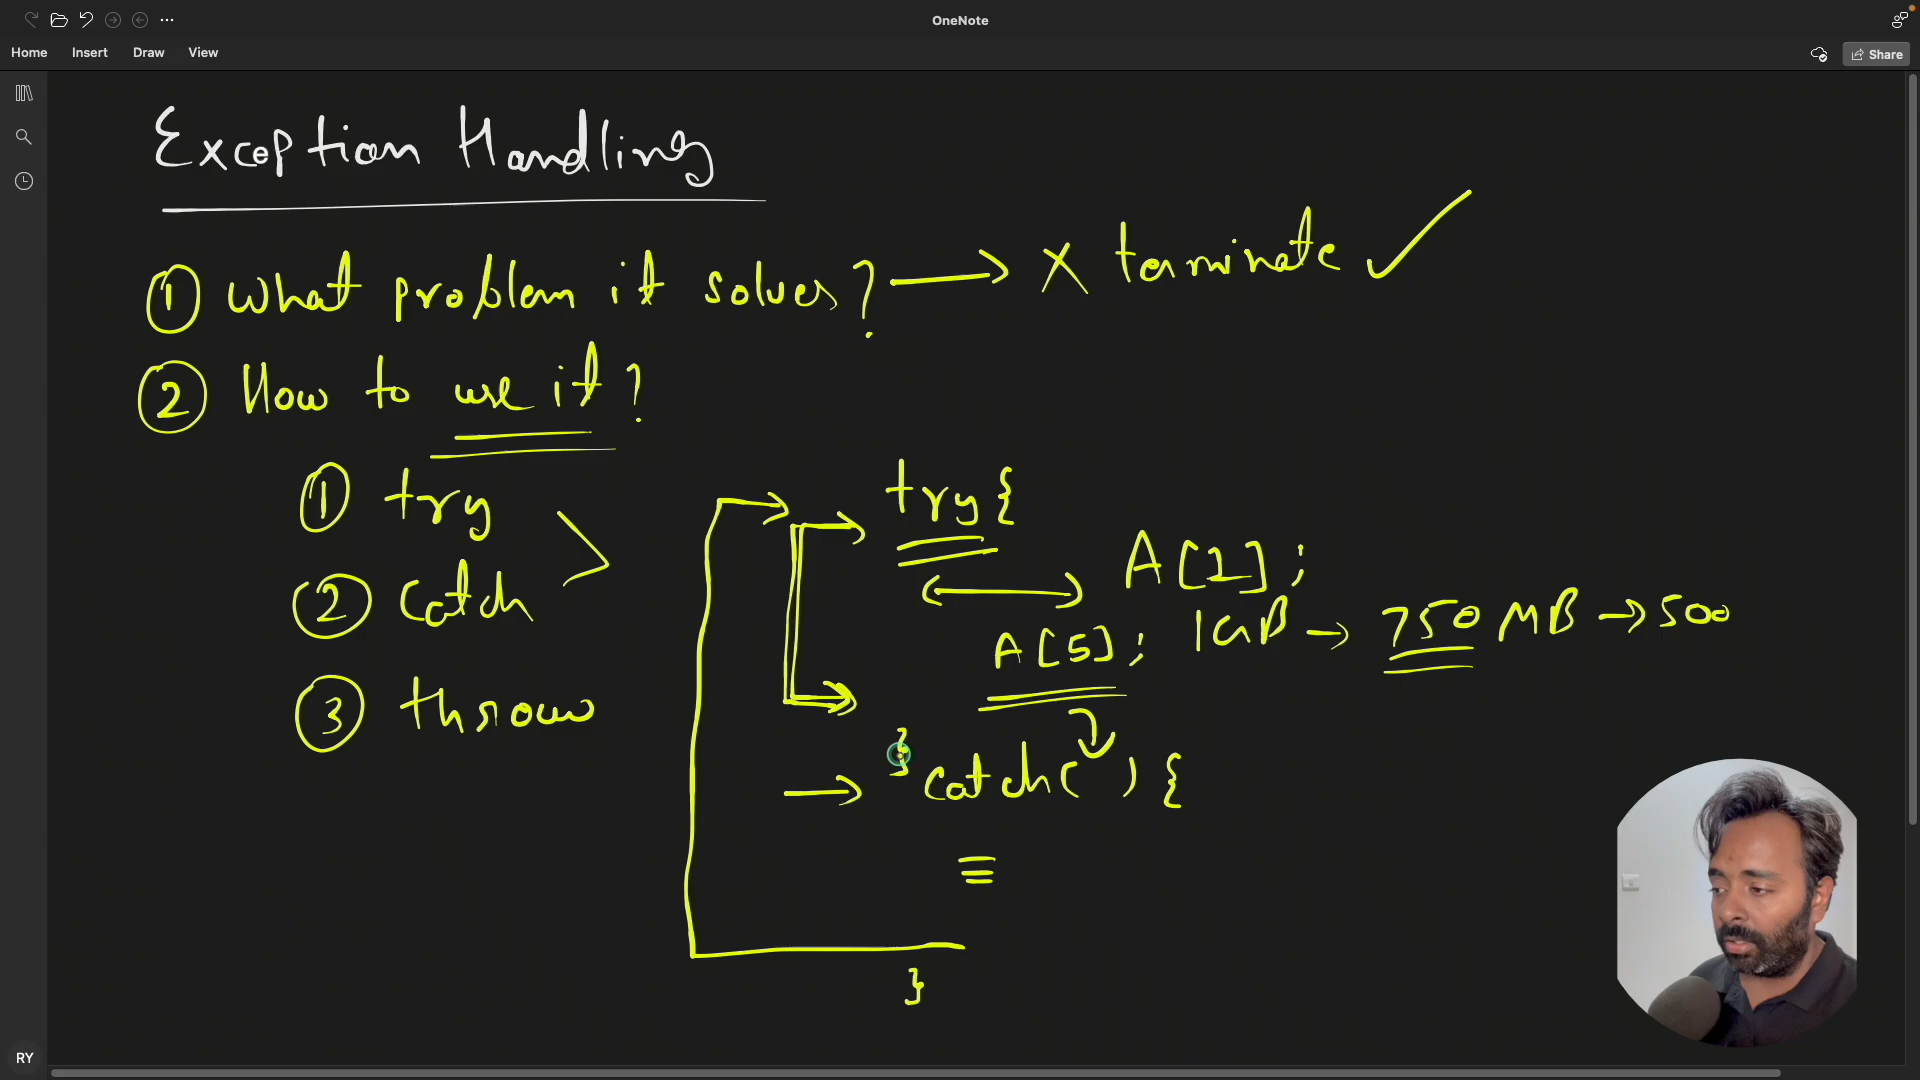 OneNote
Home Insert Draw View
Share
Exception Handling
① What problem it solves? → X terminate ✓
② How to use it?
① try
② catch
③ throw
try {
A[2];
A[5]; 1GB → 750 MB → 500
} catch( ) {
}
RY